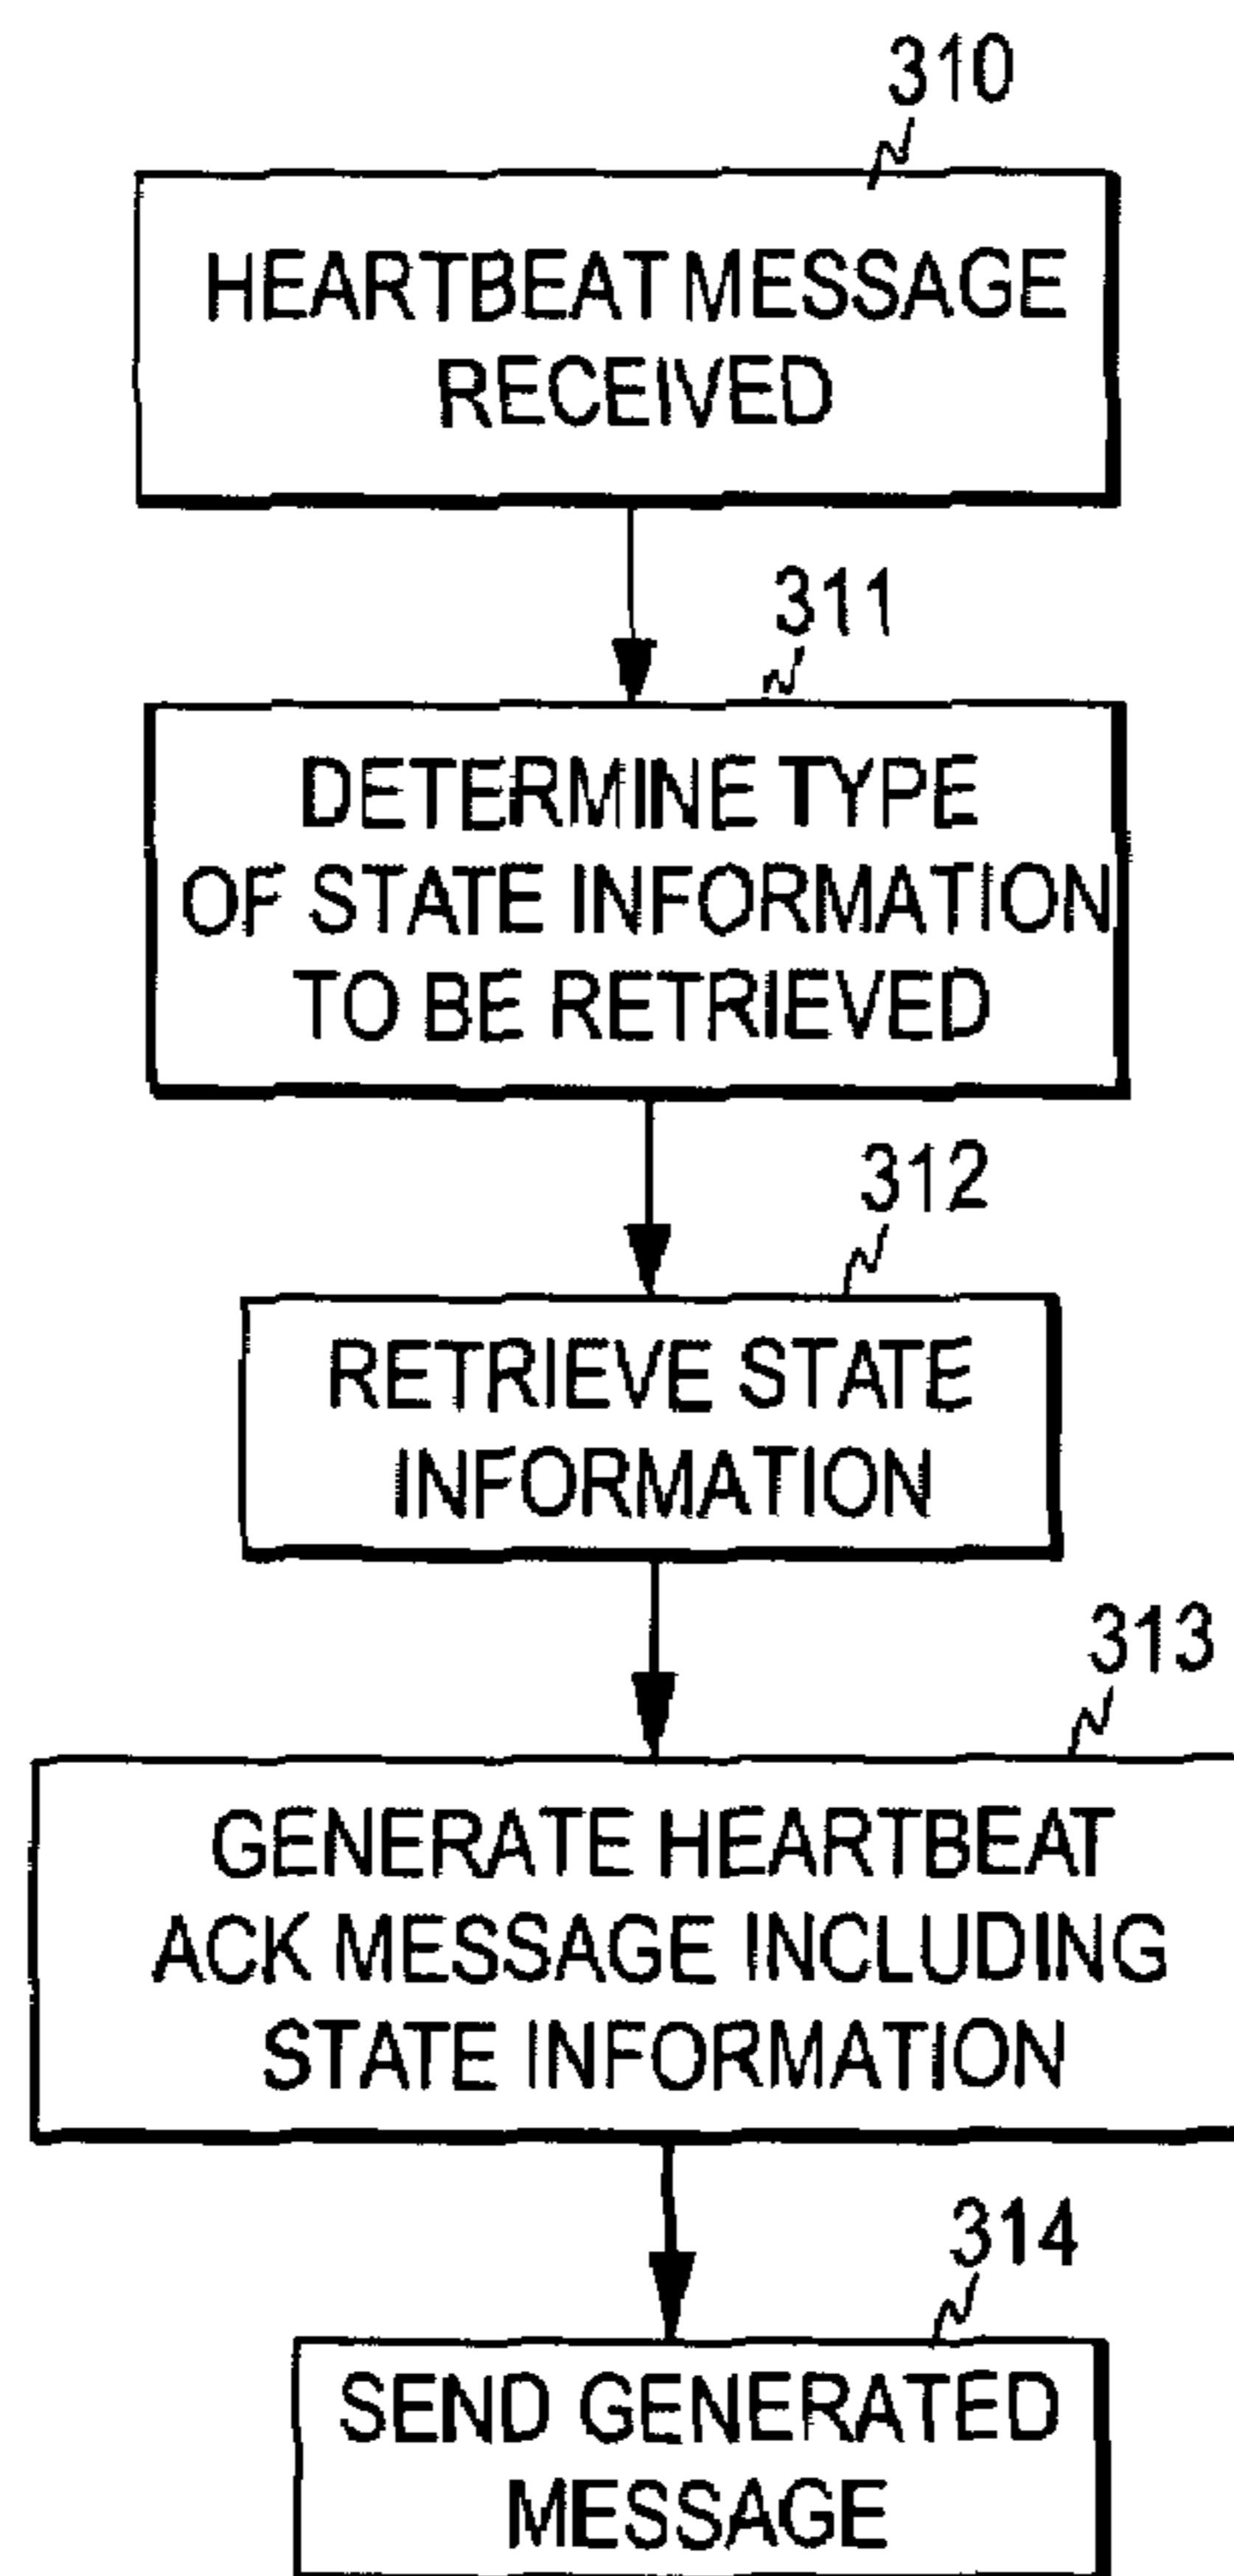 310
HEARTBEAT MESSAGE
RECEIVED
311
DETERMINE TYPE
OF STATE INFORMATION
TO BE RETRIEVED
312
RETRIEVE STATE
INFORMATION
313
GENERATE HEARTBEAT
ACK MESSAGE INCLUDING
STATE INFORMATION
314
SEND GENERATED
MESSAGE